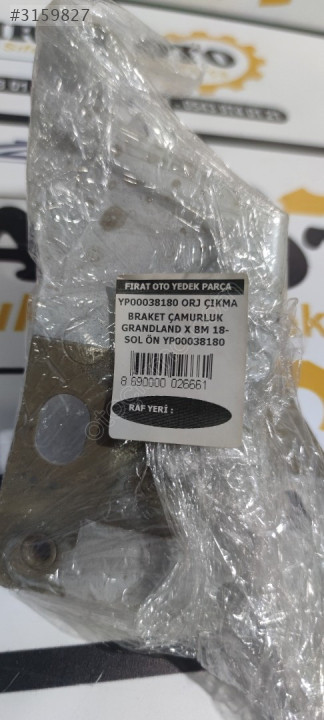 #3159827
OTO
FIRAT OTO YEDEK PARÇA
YP00038180 ORJ ÇIKMA
BRAKET ÇAMURLUK
GRANDLAND X BM 18-
SOL ÖN YP00038180
8 690000 026661
RAF YERİ :